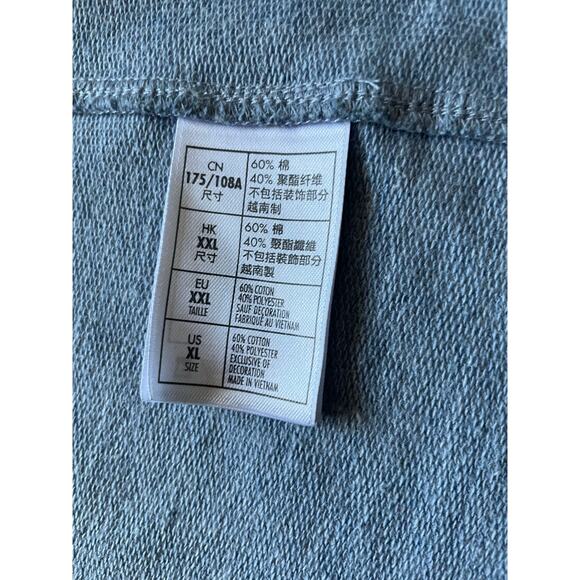 CN
175/108A
尺寸
60% 棉
40% 聚酯纤维
不包括装饰部分
越南制
HK
XXL
尺寸
60% 棉
40% 聚酯纖維
不包括裝飾部分
越南製
EU
XXL
TAILLE
60% COTON
40% POLYESTER
SAUF DECORATION
FABRIQUÉ AU VIETNAM
US
XL
SIZE
60% COTTON
40% POLYESTER
EXCLUSIVE OF
DECORATION
MADE IN VIETNAM